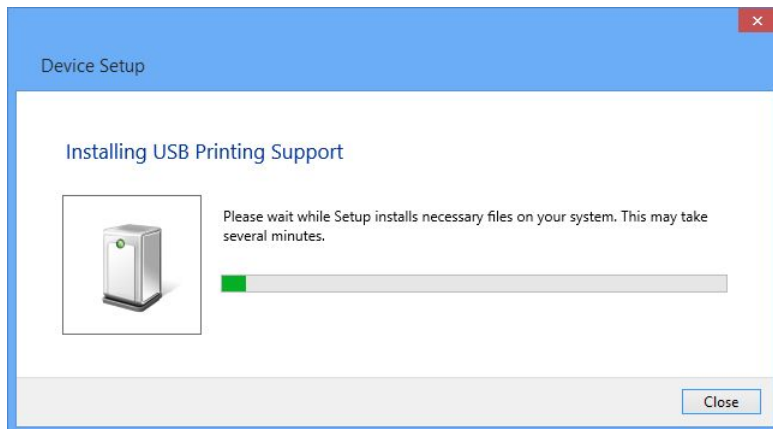 Device Setup
Installing USB Printing Support
Please wait while Setup installs necessary files on your system. This may take
several minutes.
Close